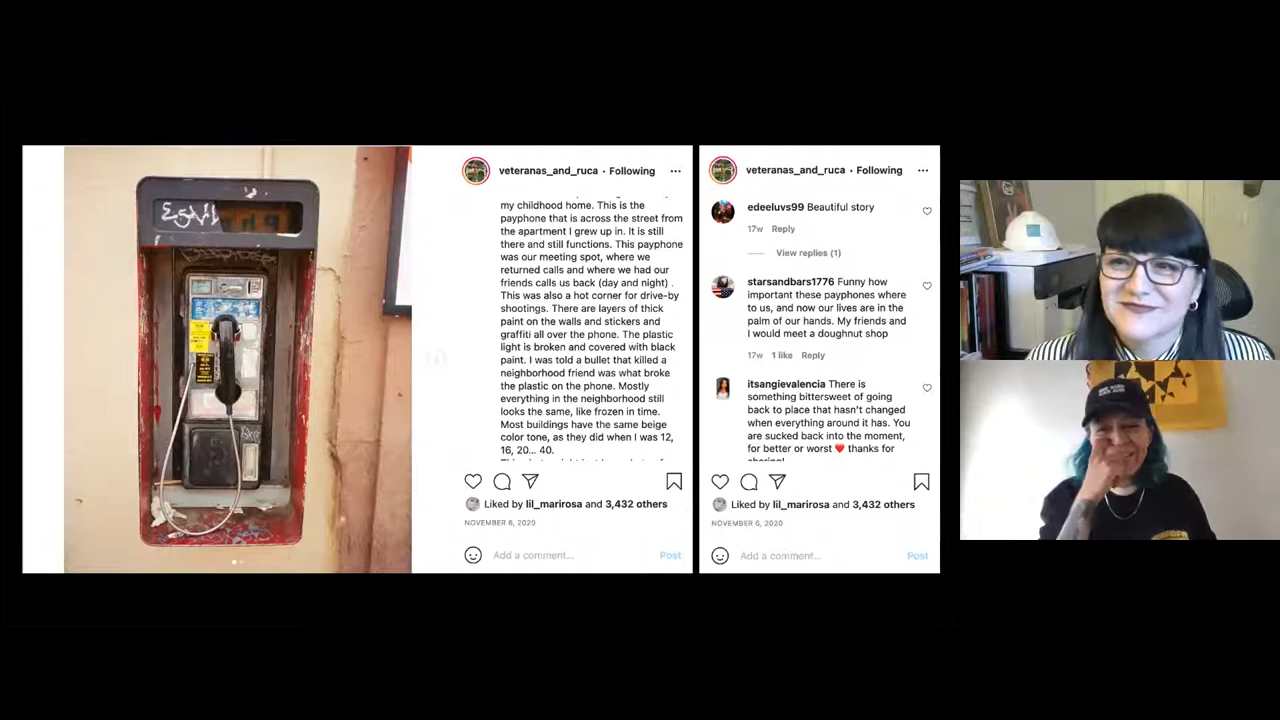 veteranas_and_ruca • Following
my childhood home. This is the
payphone that is across the street from
the apartment I grew up in. It is still
there and still functions. This payphone
was our meeting spot, where we
returned calls and where we had our
friends calls us back (day and night) .
This was also a hot corner for drive-by
shootings. There are layers of thick
paint on the walls and stickers and
graffiti all over the phone. The plastic
light is broken and covered with black
paint. I was told a bullet that killed a
neighborhood friend was what broke
the plastic on the phone. Mostly
everything in the neighborhood still
looks the same, like frozen in time.
Most buildings have the same beige
color tone, as they did when I was 12,
16, 20... 40.
Liked by lil_marirosa and 3,432 others
NOVEMBER 6, 2020
Add a comment...
Post
veteranas_and_ruca • Following
edeeluvs99 Beautiful story
17w Reply
View replies (1)
starsandbars1776 Funny how
important these payphones where
to us, and now our lives are in the
palm of our hands. My friends and
I would meet a doughnut shop
17w 1 like Reply
itsangievalencia There is
something bittersweet of going
back to place that hasn't changed
when everything around it has. You
are sucked back into the moment,
for better or worst ❤️ thanks for
Liked by lil_marirosa and 3,432 others
NOVEMBER 6, 2020
Add a comment...
Post